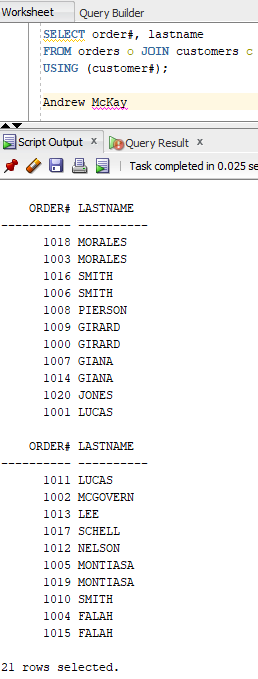 Worksheet Query Builder
SELECT order#, lastname
FROM orders o JOIN customers c
USING (customer#);
Andrew McKay
Script Output x Query Result x
Task completed in 0.025 se
ORDER# LASTNAME
---------- ----------
1018 MORALES
1003 MORALES
1016 SMITH
1006 SMITH
1008 PIERSON
1009 GIRARD
1000 GIRARD
1007 GIANA
1014 GIANA
1020 JONES
1001 LUCAS
ORDER# LASTNAME
---------- ----------
1011 LUCAS
1002 MCGOVERN
1013 LEE
1017 SCHELL
1012 NELSON
1005 MONTIASA
1019 MONTIASA
1010 SMITH
1004 FALAH
1015 FALAH
21 rows selected.